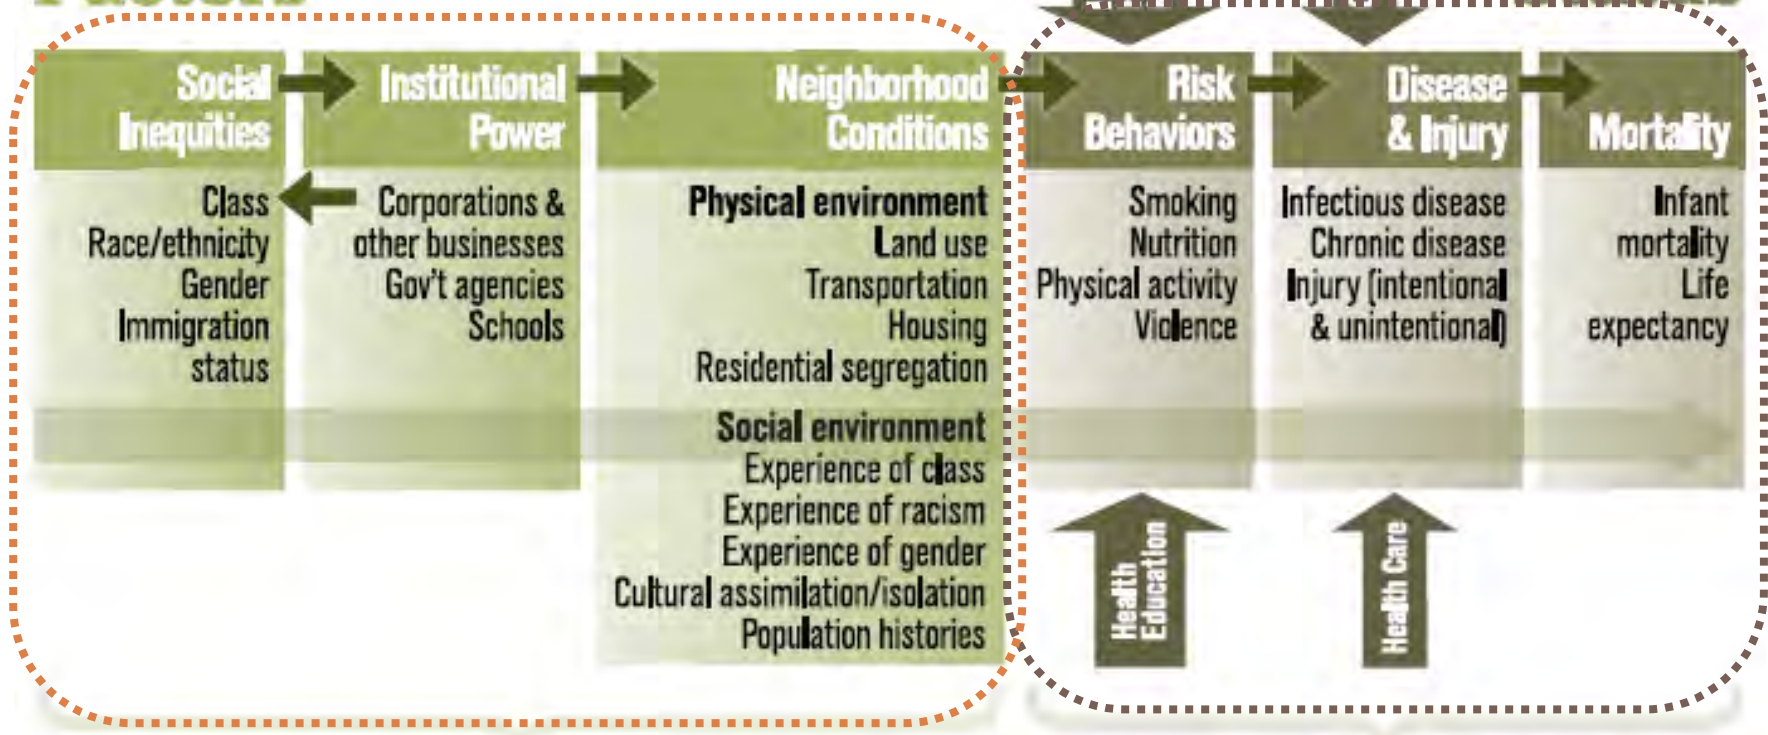 Social
Inequities
Class
Race/ethnicity
Gender
Immigration
status
Institutional
Power
Corporations &
other businesses
Gov't agencies
Schools
Neighborhood
Conditions
Physical environment
Land use
Transportation
Housing
Residential segregation
Social environment
Experience of class
Experience of racism
Experience of gender
Cultural assimilation/isolation
Population histories
Risk
Behaviors
Smoking
Nutrition
Physical activity
Violence
Disease
& Injury
Infectious disease
Chronic disease
Injury (intentional
& unintentional)
Mortality
Infant
mortality
Life
expectancy
Health
Education
Health Care